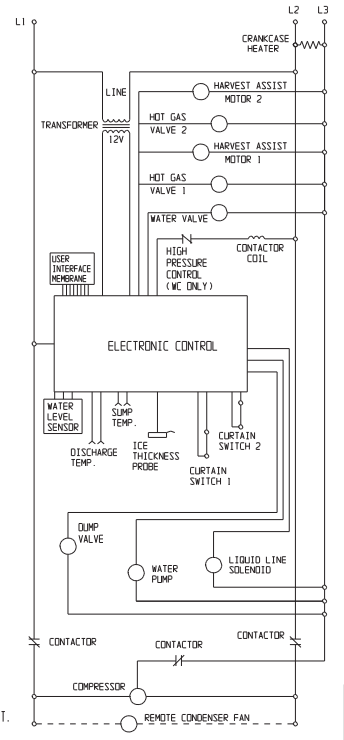 L1
L2
L3
CRANKCASE
HEATER
LINE
HARVEST ASSIST
MOTOR 2
HOT GAS
VALVE 2
TRANSFORMER
12V
HARVEST ASSIST
MOTOR 1
HOT GAS
VALVE 1
WATER VALVE
HIGH
PRESSURE
CONTROL
(WC ONLY)
CONTACTOR
COIL
USER
INTERFACE
MEMBRANE
ELECTRONIC CONTROL
WATER
LEVEL
SENSOR
SUMP
TEMP.
DISCHARGE
TEMP.
ICE
THICKNESS
PROBE
CURTAIN
SWITCH 2
CURTAIN
SWITCH 1
DUMP
VALVE
WATER
PUMP
LIQUID LINE
SOLENOID
CONTACTOR
CONTACTOR
CONTACTOR
COMPRESSOR
T.
REMOTE CONDENSER FAN